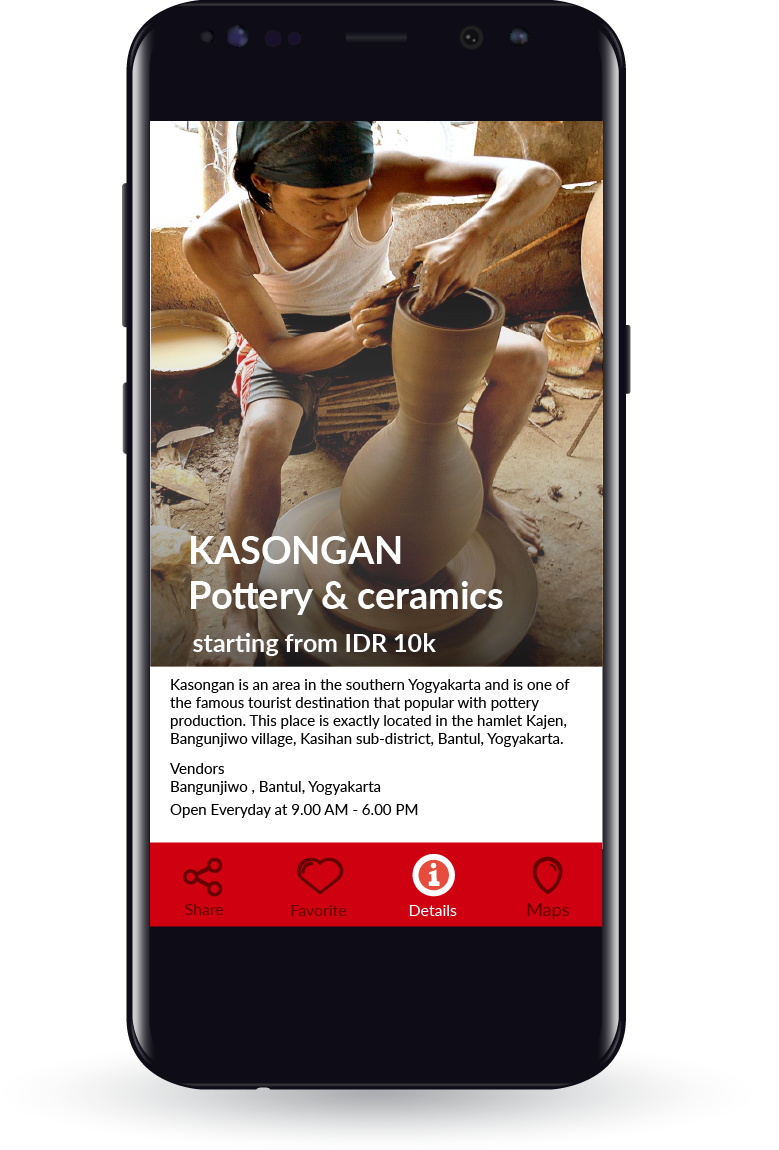 KASONGAN
Pottery & ceramics
starting from IDR 10k
Kasongan is an area in the southern Yogyakarta and is one of
the famous tourist destination that popular with pottery
production. This place is exactly located in the hamlet Kajen,
Bangunjiwo village, Kasihan sub-district, Bantul, Yogyakarta.
Vendors
Bangunjiwo , Bantul, Yogyakarta
Open Everyday at 9.00 AM - 6.00 PM
Share Favorite Details Maps